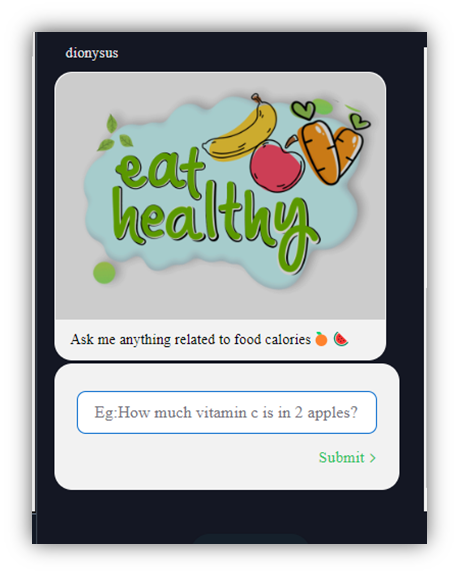 dionysus
eat
healthy
Ask me anything related to food calories🍊 🍉
Eg:How much vitamin c is in 2 apples?
Submit >